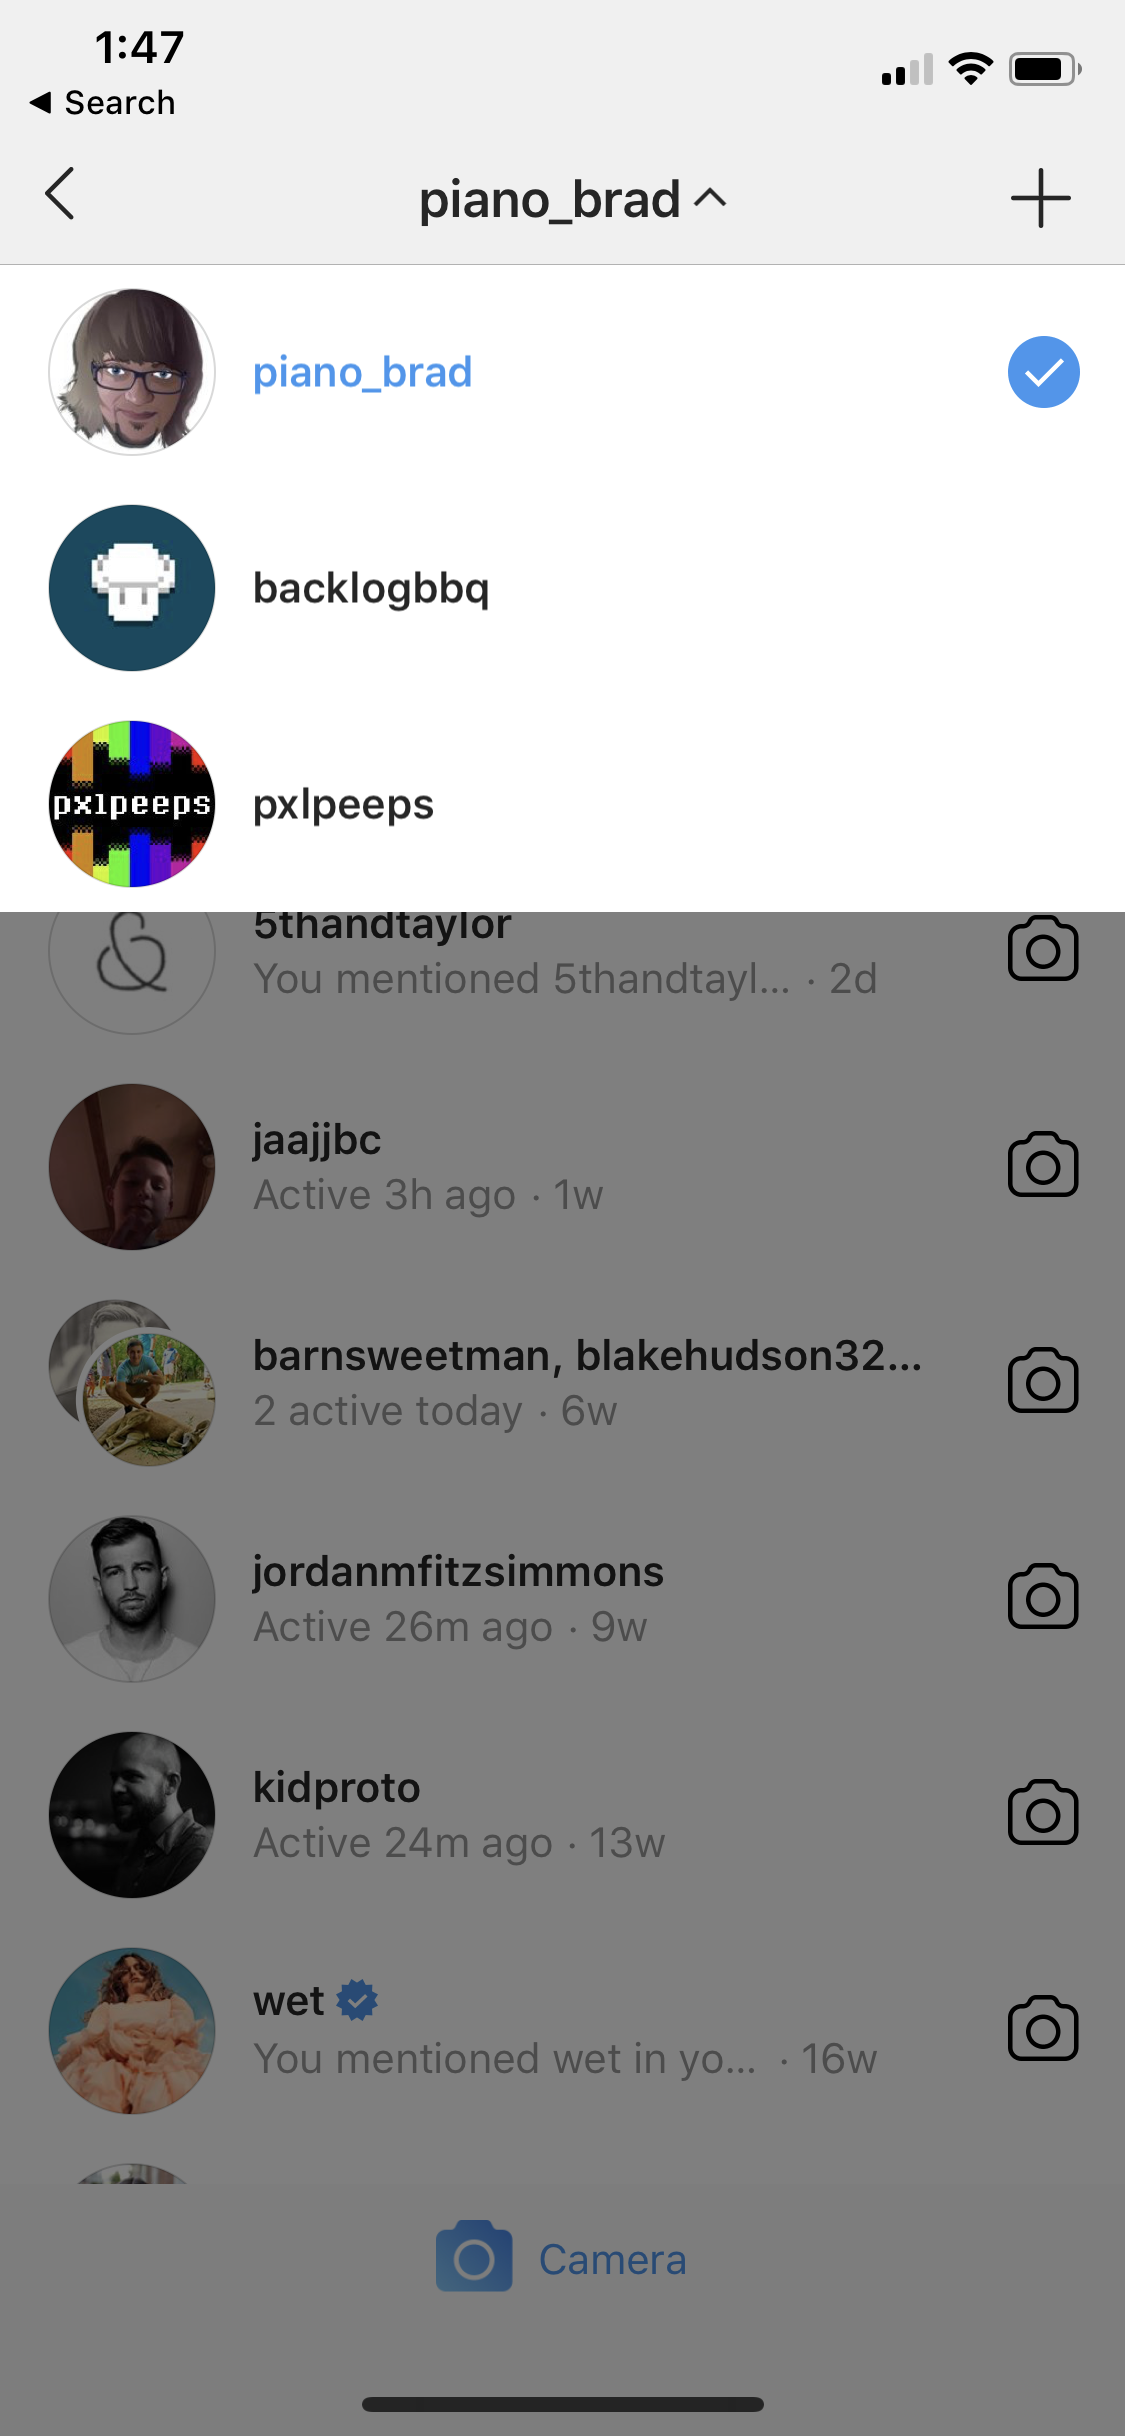 1:47
Search
piano_brad
piano_brad
backlogbbq
pxlpeeps
pxlpeeps
5thandtaylor
You mentioned 5thandtayl... · 2d
jaajjbc
Active 3h ago · 1w
barnsweetman, blakehudson32...
2 active today · 6w
jordanmfitzsimmons
Active 26m ago · 9w
kidproto
Active 24m ago · 13w
wet
You mentioned wet in yo... · 16w
Camera